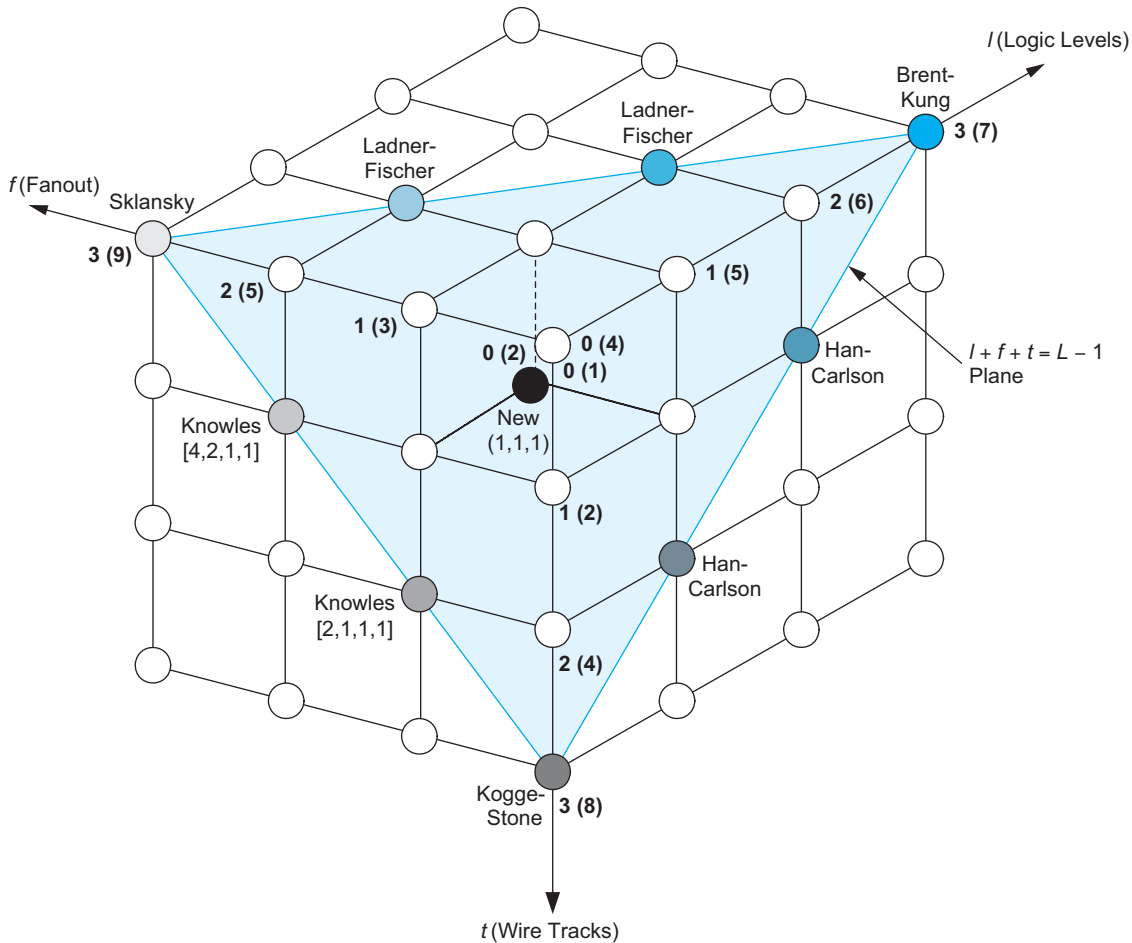 l (Logic Levels)
Brent-
Kung
3 (7)
Ladner-
Fischer
Ladner-
Fischer
f (Fanout)
Sklansky
3 (9)
2 (6)
2 (5)
1 (5)
1 (3)
0 (2)
0 (4)
0 (1)
New
(1,1,1)
Han-
Carlson
l + f + t = L − 1
Plane
Knowles
[4,2,1,1]
1 (2)
Han-
Carlson
Knowles
[2,1,1,1]
2 (4)
Kogge-
Stone
3 (8)
t (Wire Tracks)